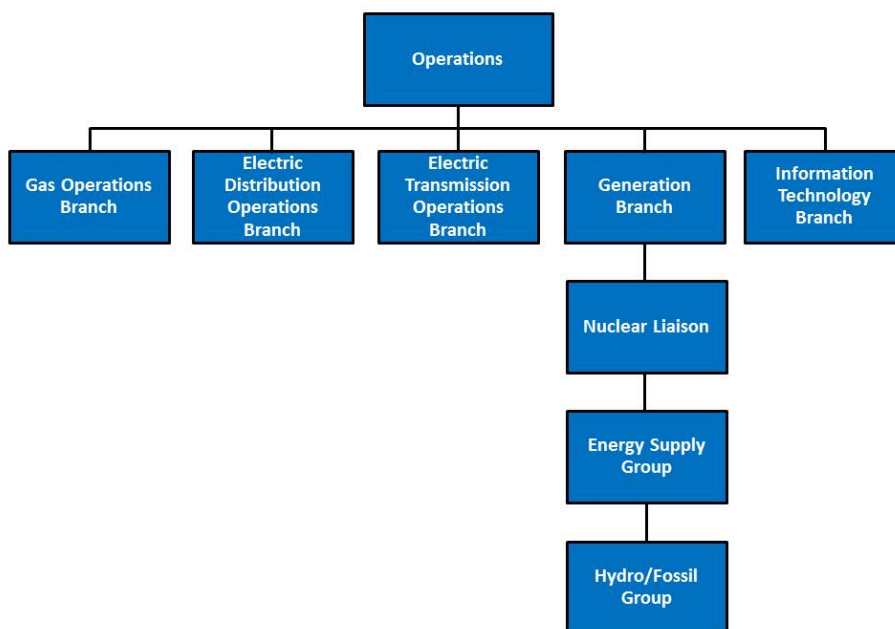 Operations
Gas Operations
Branch
Electric
Distribution
Operations
Branch
Electric
Transmission
Operations
Branch
Generation
Branch
Information
Technology
Branch
Nuclear Liaison
Energy Supply
Group
Hydro/Fossil
Group